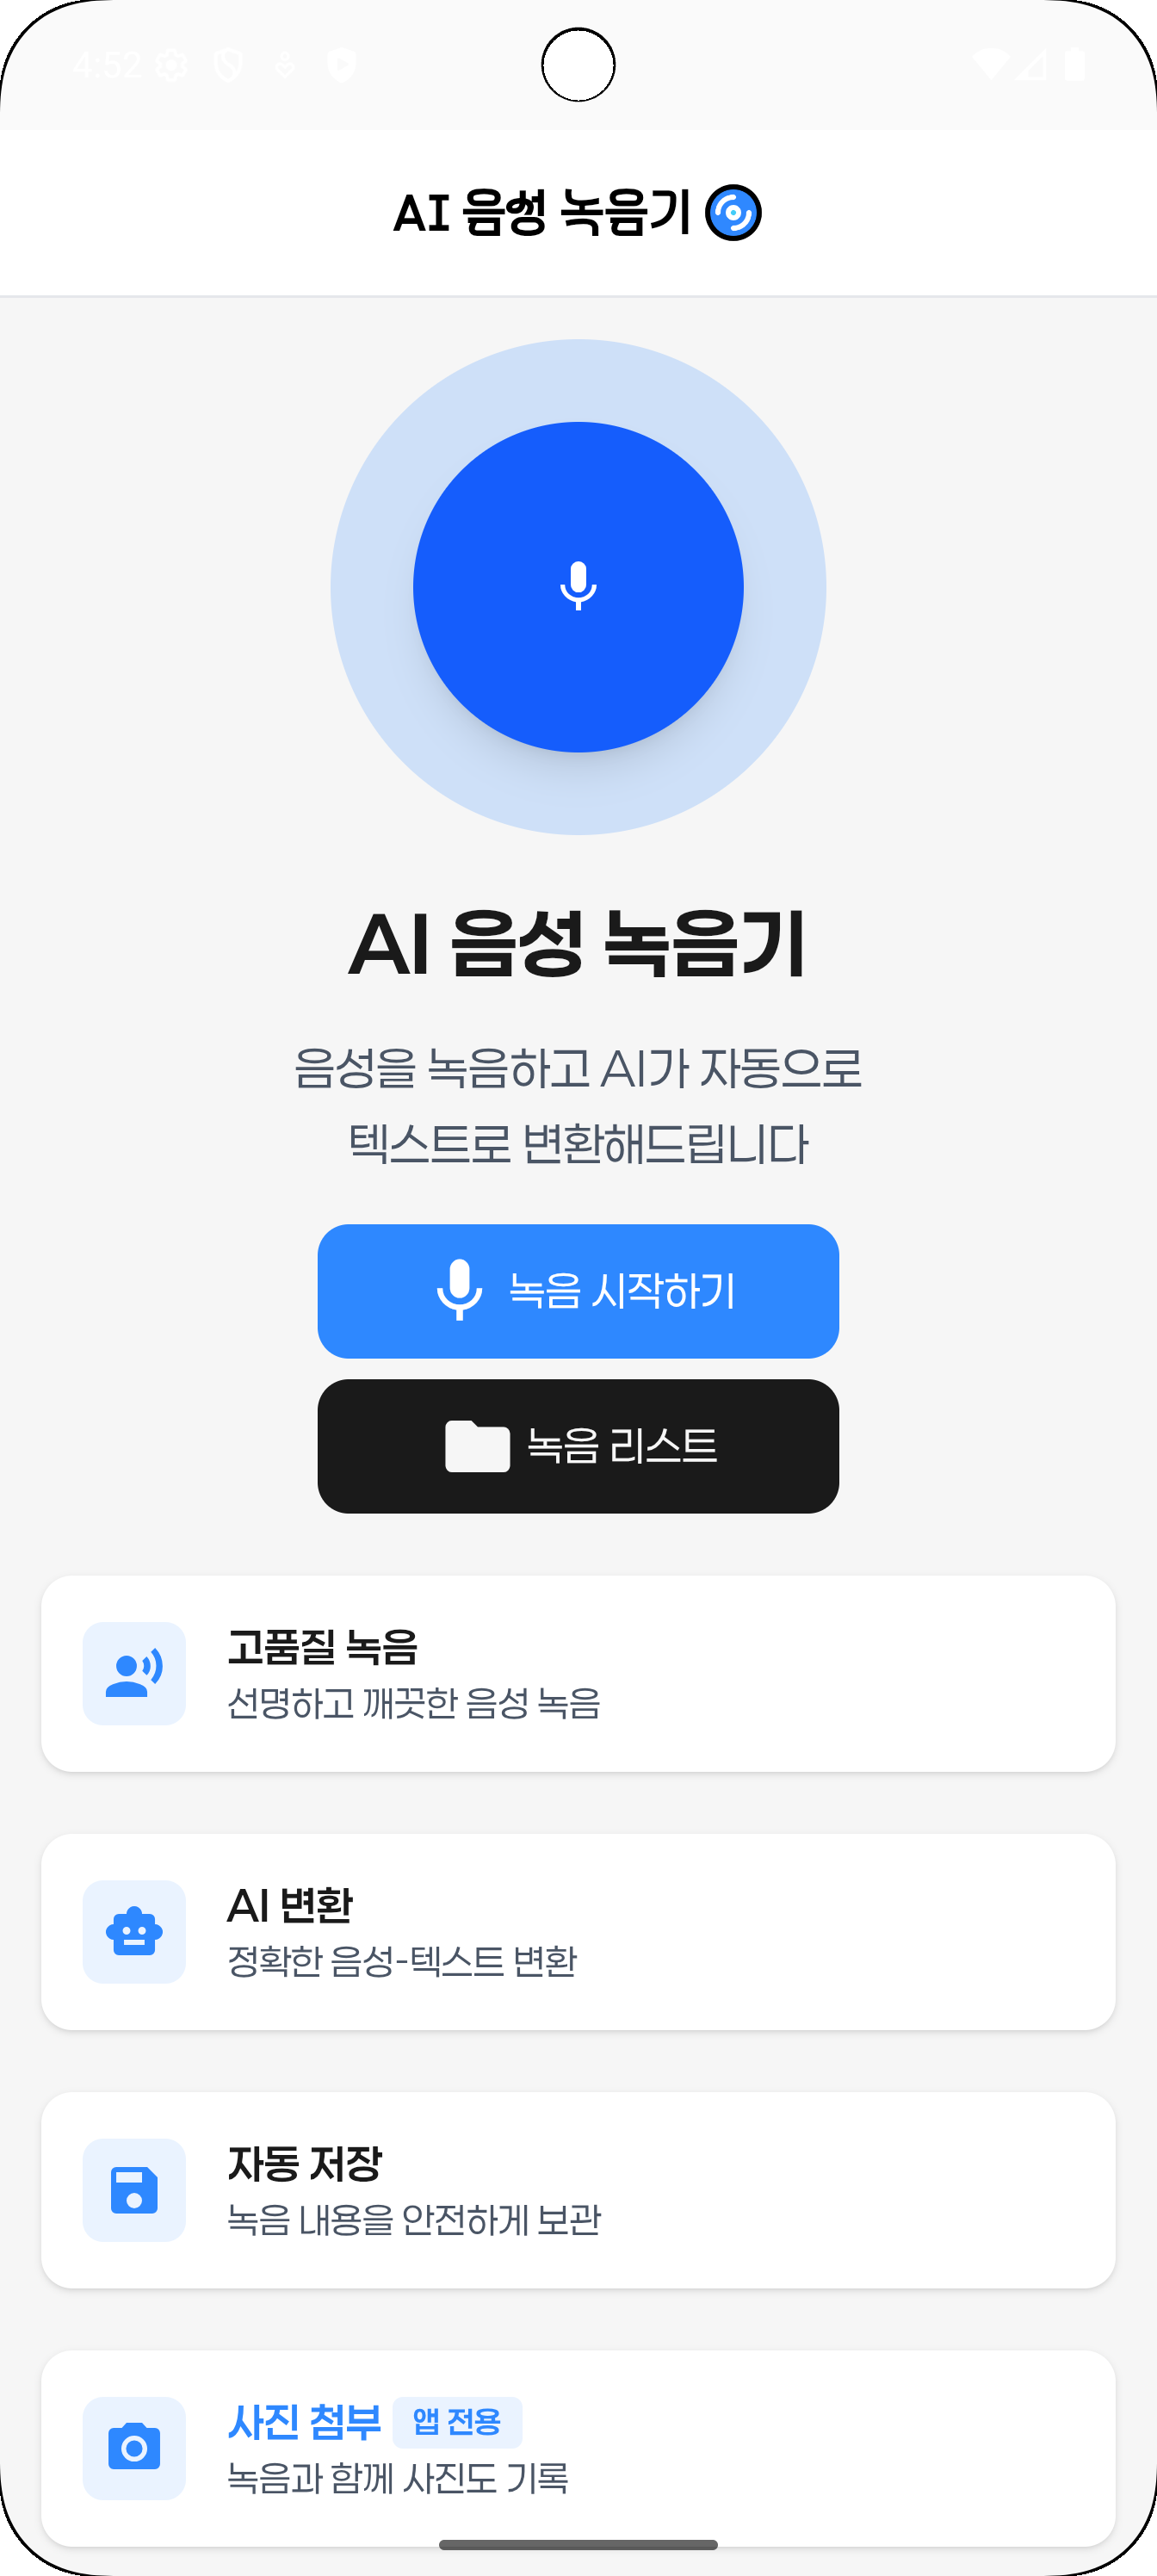 4:52
AI 음성 녹음기
AI 음성 녹음기
음성을 녹음하고 AI가 자동으로
텍스트로 변환해드립니다
녹음 시작하기
녹음 리스트
고품질 녹음
선명하고 깨끗한 음성 녹음
AI 변환
정확한 음성-텍스트 변환
자동 저장
녹음 내용을 안전하게 보관
사진 첨부 앱 전용
녹음과 함께 사진도 기록